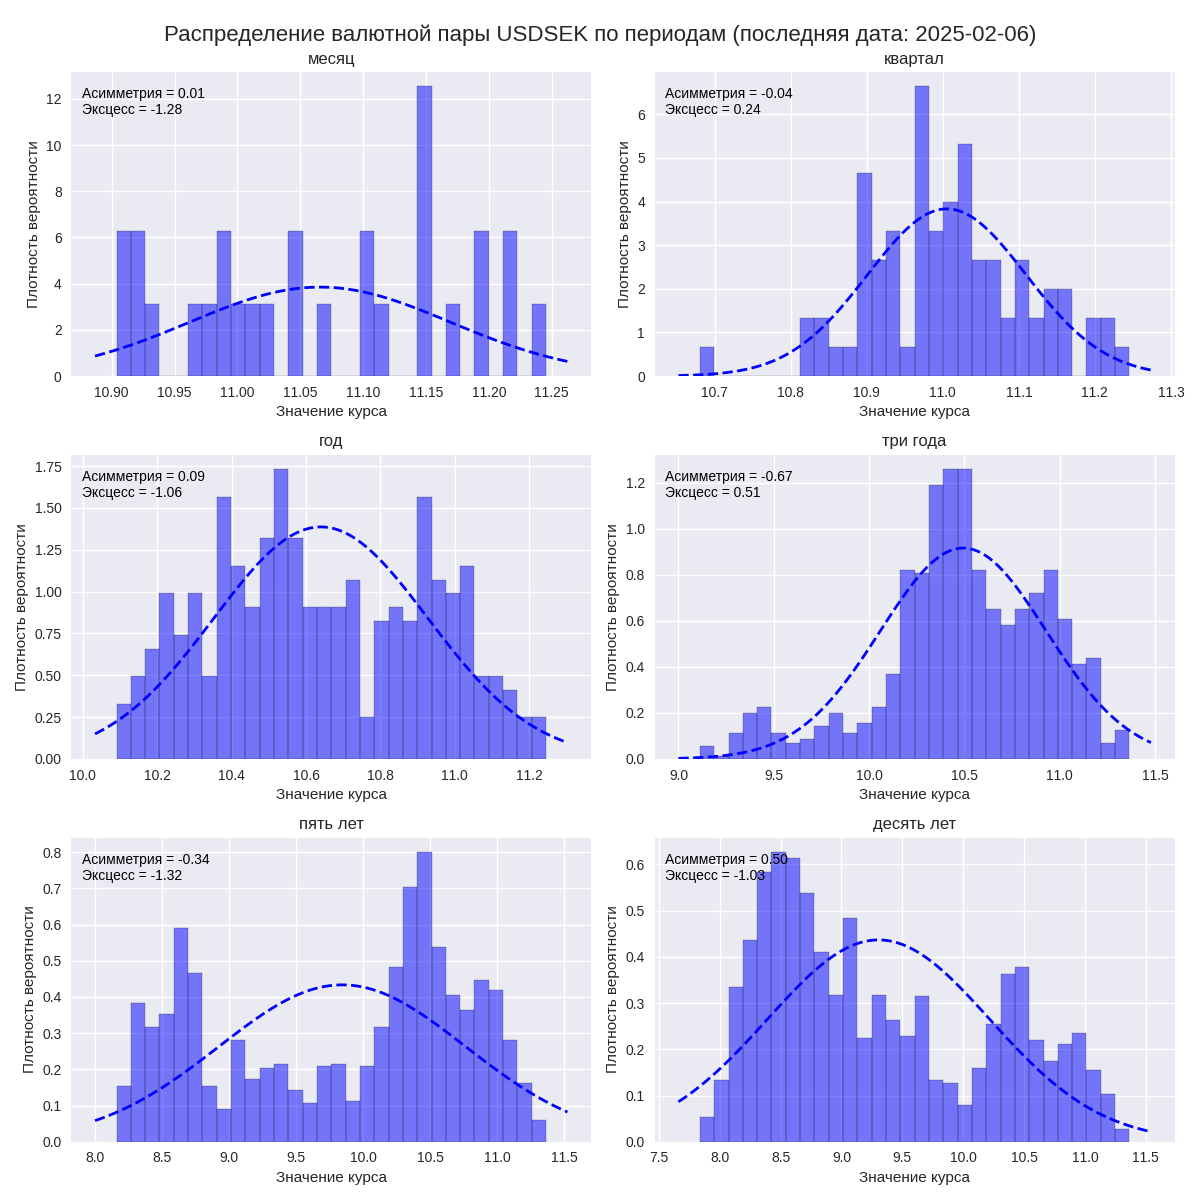 Распределение валютной пары USDSEK по периодам (последняя дата: 2025-02-06)
месяц
Асимметрия = 0.01
Эксцесс = -1.28
Плотность вероятности
12
10
8
6
4
2
0
10.90 10.95 11.00 11.05 11.10 11.15 11.20 11.25
Значение курса
квартал
Асимметрия = -0.04
Эксцесс = 0.24
Плотность вероятности
6
5
4
3
2
1
0
10.7 10.8 10.9 11.0 11.1 11.2 11.3
Значение курса
год
Асимметрия = 0.09
Эксцесс = -1.06
Плотность вероятности
1.75
1.50
1.25
1.00
0.75
0.50
0.25
0.00
10.0 10.2 10.4 10.6 10.8 11.0 11.2
Значение курса
три года
Асимметрия = -0.67
Эксцесс = 0.51
Плотность вероятности
1.2
1.0
0.8
0.6
0.4
0.2
0.0
9.0 9.5 10.0 10.5 11.0 11.5
Значение курса
пять лет
Асимметрия = -0.34
Эксцесс = -1.32
Плотность вероятности
0.8
0.7
0.6
0.5
0.4
0.3
0.2
0.1
0.0
8.0 8.5 9.0 9.5 10.0 10.5 11.0 11.5
Значение курса
десять лет
Асимметрия = 0.50
Эксцесс = -1.03
Плотность вероятности
0.6
0.5
0.4
0.3
0.2
0.1
0.0
7.5 8.0 8.5 9.0 9.5 10.0 10.5 11.0 11.5
Значение курса